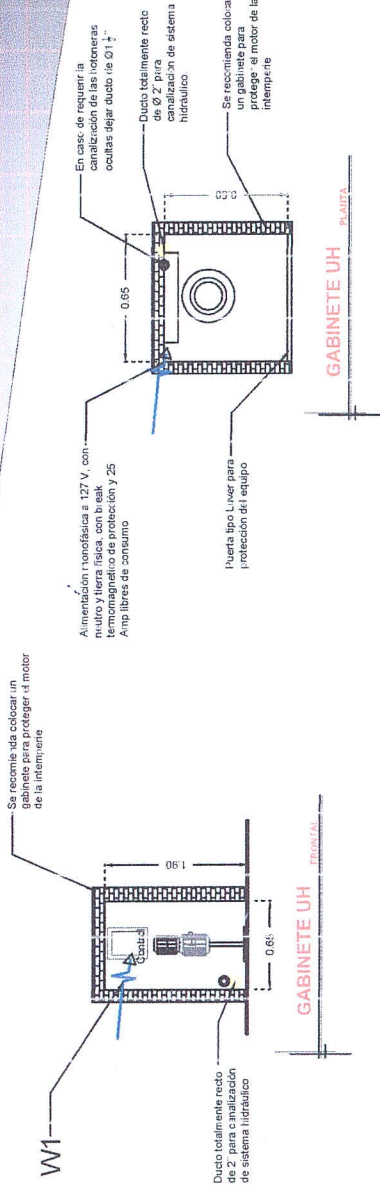 Se recomienda colocar un
gabinete para proteger el motor
de la intemperie
W1
Control
1.90
0.65
Ducto totalmente recto
de 2" para canalización
de sistema hidráulico
GABINETE UH
FRONTAL
Alimentación monofásica a 127 V, con
neutro y tierra física, con break
termomagnetico de protección y 25
Amp libres de consumo
En caso de requerir la
canalización de las botoneras
ocultas dejar ducto de Ø1 ½"
Ducto totalmente recto
de Ø 2" para
canalización de sistema
hidráulico
Se recomienda coloca
un gabinete para
proteger el motor de la
intemperie
0.65
Puerta tipo Luver para
protección del equipo
GABINETE UH
PLANTA